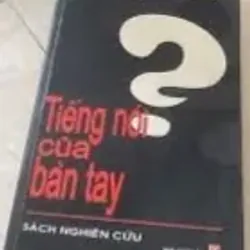 Tiếng nói
của
bàn tay
SÁCH NGHIÊN CỨU